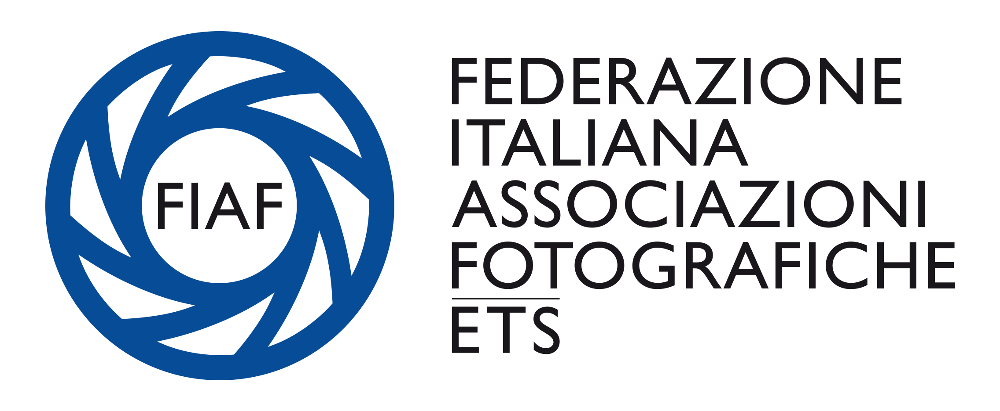 FIAF
FEDERAZIONE
ITALIANA
ASSOCIAZIONI
FOTOGRAFICHE
ETS